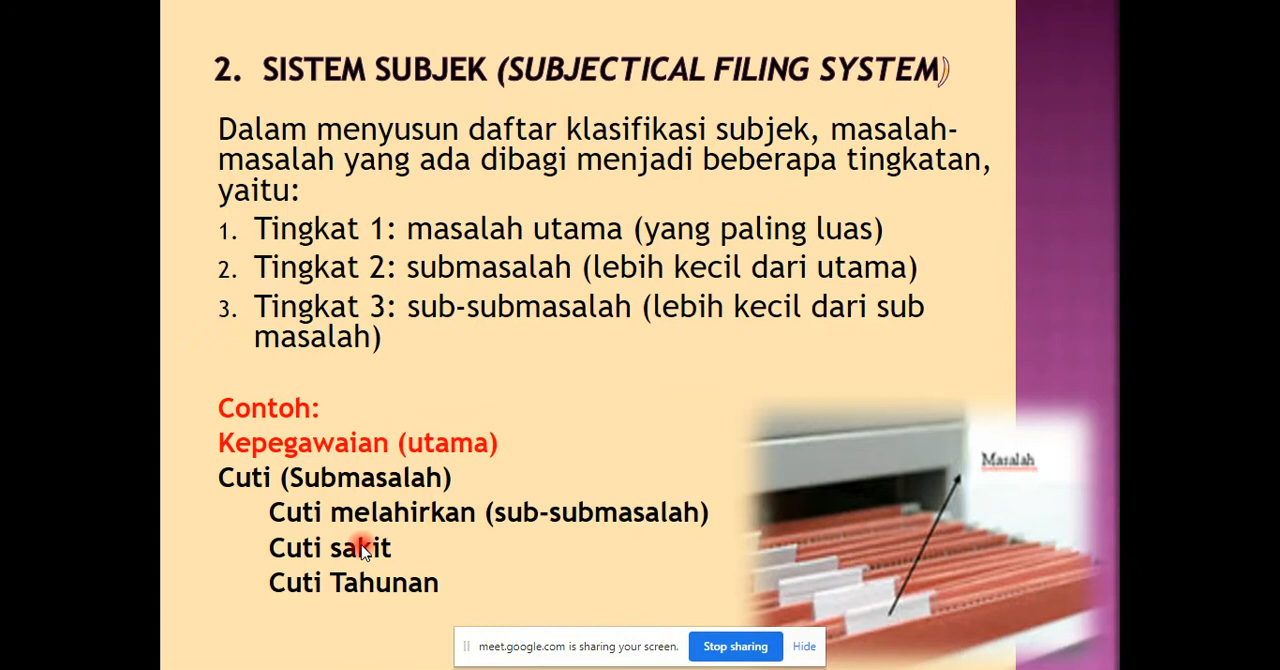 2. SISTEM SUBJEK (SUBJECTICAL FILING SYSTEM)
Dalam menyusun daftar klasifikasi subjek, masalah-
masalah yang ada dibagi menjadi beberapa tingkatan,
yaitu:
1. Tingkat 1: masalah utama (yang paling luas)
2. Tingkat 2: submasalah (lebih kecil dari utama)
3. Tingkat 3: sub-submasalah (lebih kecil dari sub
masalah)
Contoh:
Kepegawaian (utama)
Cuti (Submasalah)
Cuti melahirkan (sub-submasalah)
Cuti sakit
Cuti Tahunan
Masalah
meet.google.com is sharing your screen.
Stop sharing
Hide